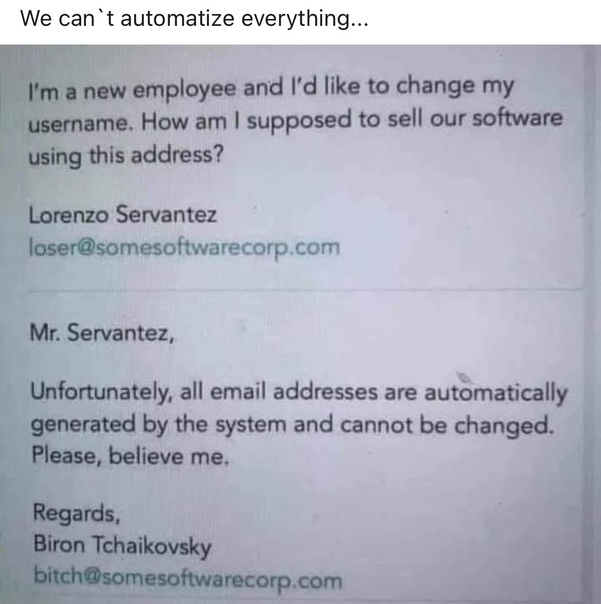 We can`t automatize everything...
I'm a new employee and I'd like to change my
username. How am I supposed to sell our software
using this address?
Lorenzo Servantez
loser@somesoftwarecorp.com
Mr. Servantez,
Unfortunately, all email addresses are automatically
generated by the system and cannot be changed.
Please, believe me.
Regards,
Biron Tchaikovsky
bitch@somesoftwarecorp.com